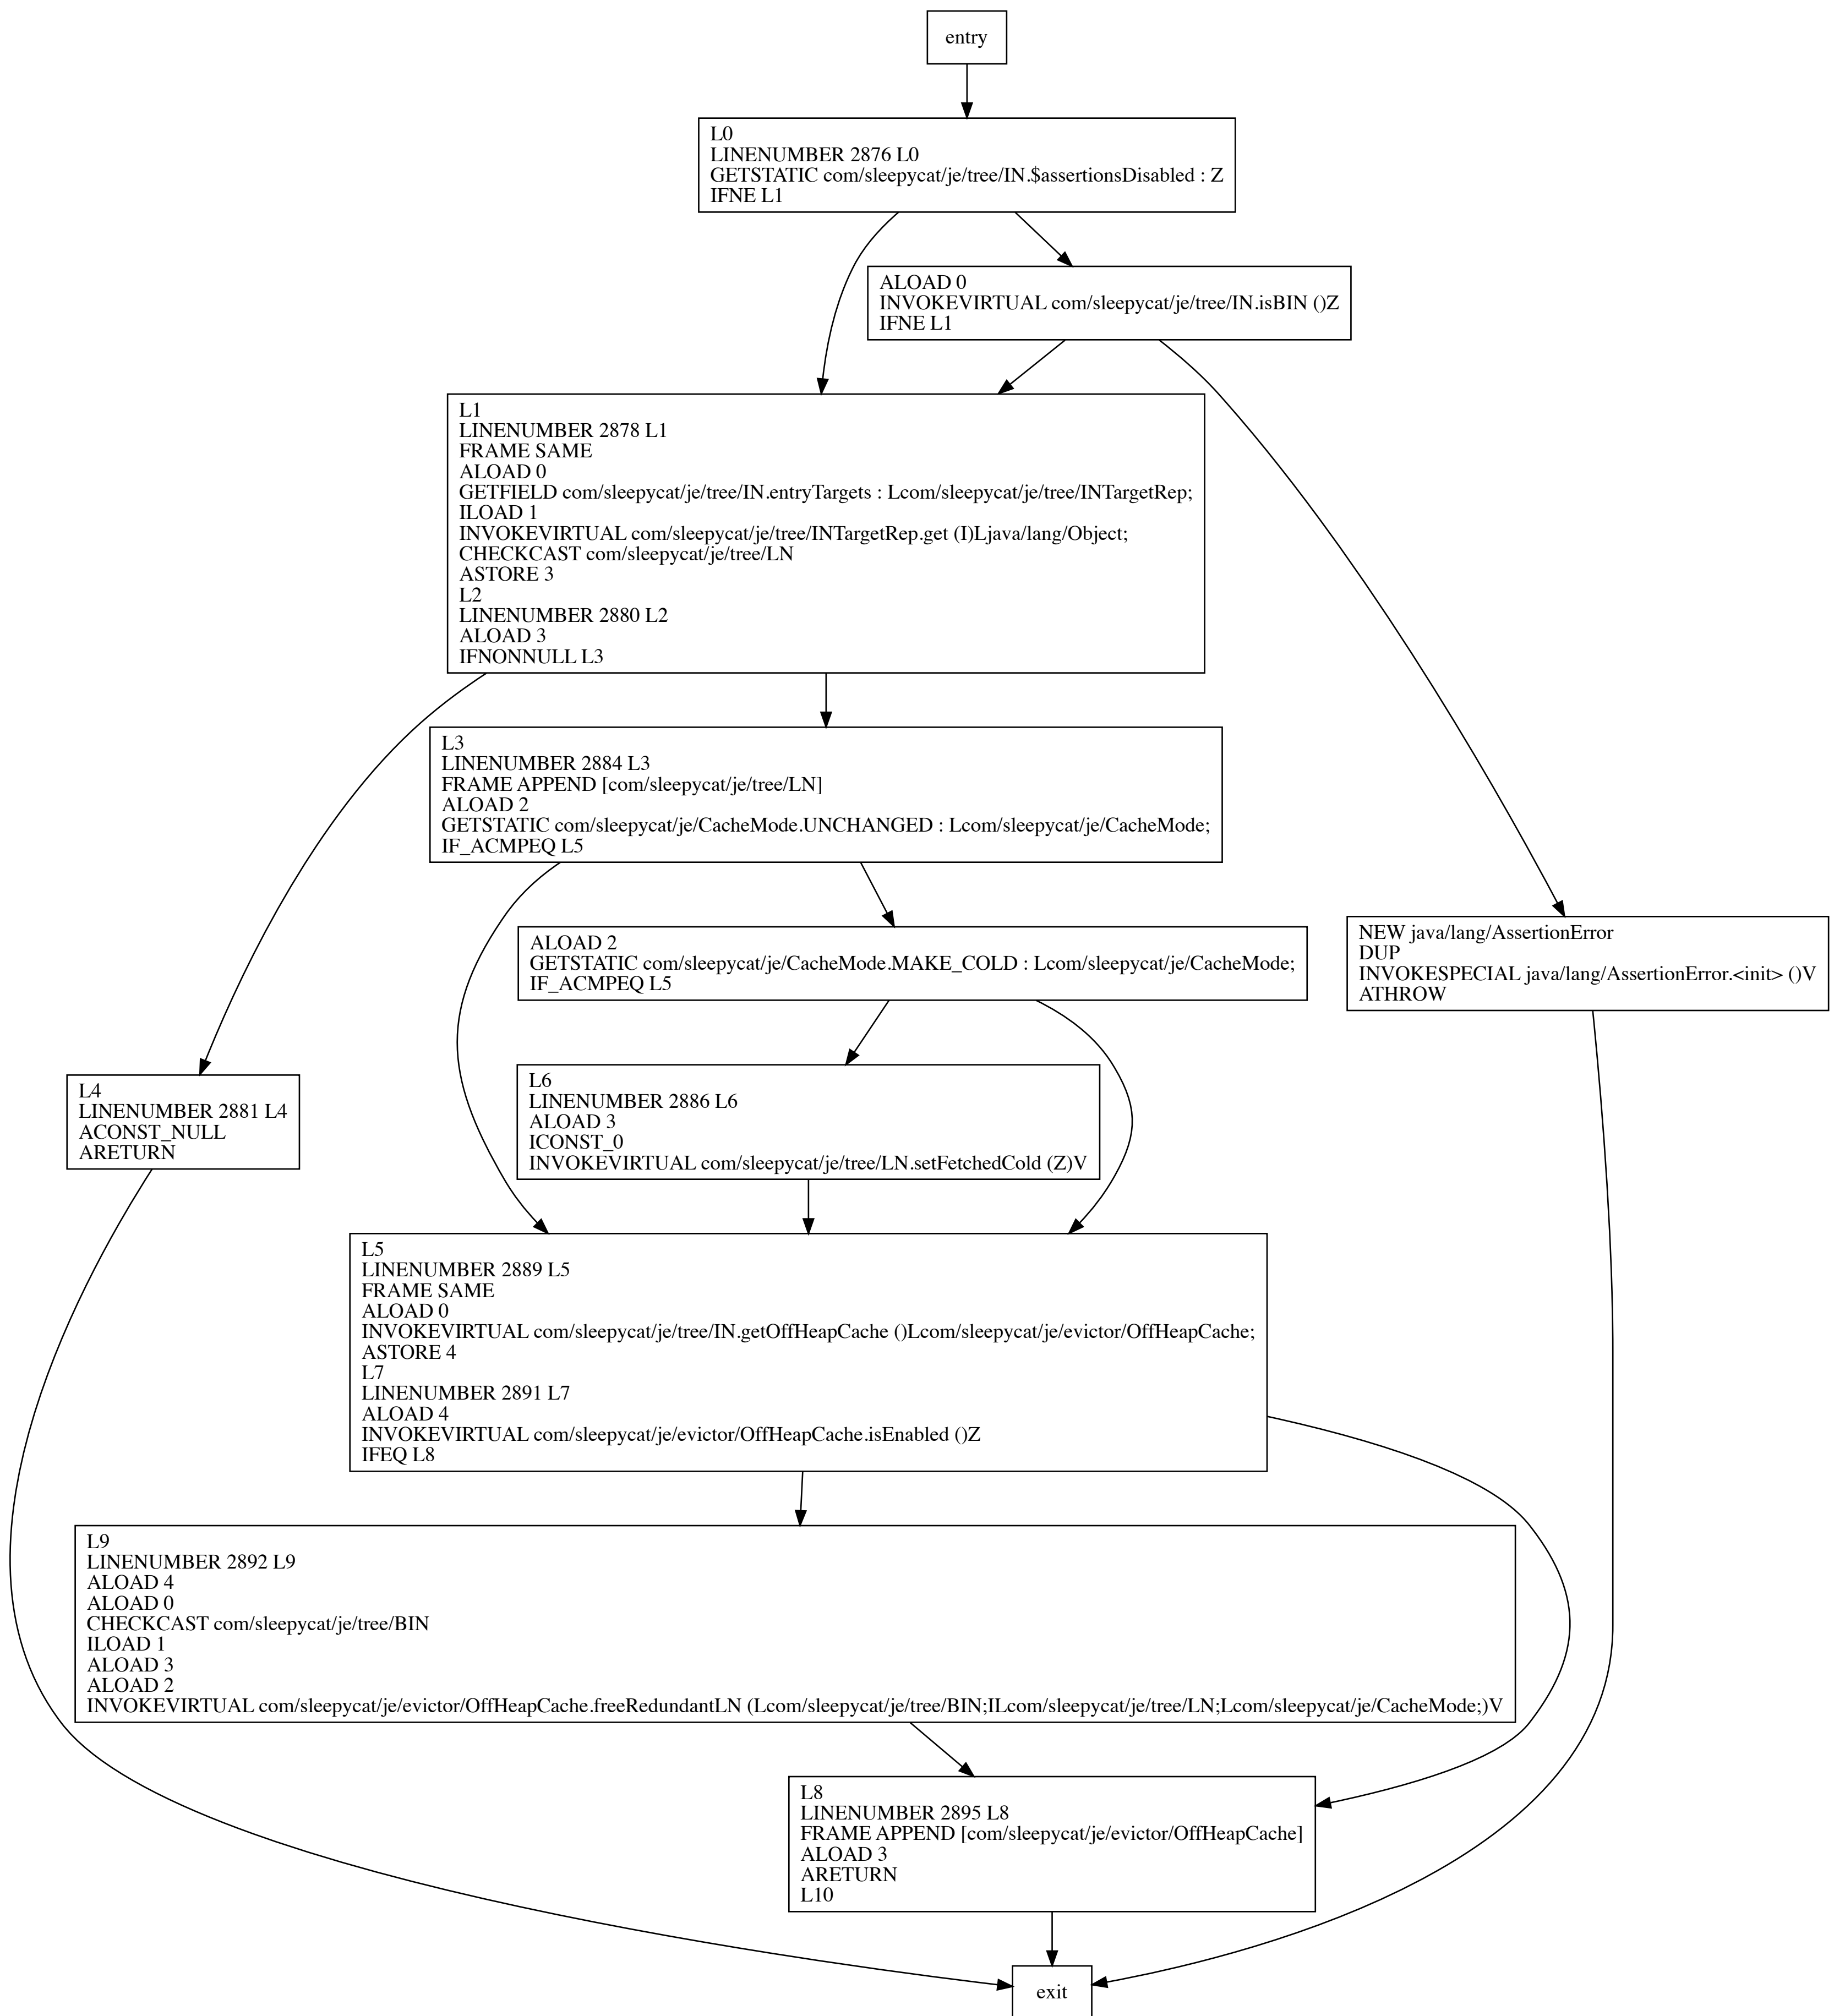 entry
L0
LINENUMBER 2876 L0
GETSTATIC com/sleepycat/je/tree/IN.$assertionsDisabled : Z
IFNE L1
ALOAD 0
INVOKEVIRTUAL com/sleepycat/je/tree/IN.isBIN ()Z
IFNE L1
L1
LINENUMBER 2878 L1
FRAME SAME
ALOAD 0
GETFIELD com/sleepycat/je/tree/IN.entryTargets : Lcom/sleepycat/je/tree/INTargetRep;
ILOAD 1
INVOKEVIRTUAL com/sleepycat/je/tree/INTargetRep.get (I)Ljava/lang/Object;
CHECKCAST com/sleepycat/je/tree/LN
ASTORE 3
L2
LINENUMBER 2880 L2
ALOAD 3
IFNONNULL L3
L3
LINENUMBER 2884 L3
FRAME APPEND [com/sleepycat/je/tree/LN]
ALOAD 2
GETSTATIC com/sleepycat/je/CacheMode.UNCHANGED : Lcom/sleepycat/je/CacheMode;
IF_ACMPEQ L5
ALOAD 2
GETSTATIC com/sleepycat/je/CacheMode.MAKE_COLD : Lcom/sleepycat/je/CacheMode;
IF_ACMPEQ L5
NEW java/lang/AssertionError
DUP
INVOKESPECIAL java/lang/AssertionError.<init> ()V
ATHROW
L4
LINENUMBER 2881 L4
ACONST_NULL
ARETURN
L6
LINENUMBER 2886 L6
ALOAD 3
ICONST_0
INVOKEVIRTUAL com/sleepycat/je/tree/LN.setFetchedCold (Z)V
L5
LINENUMBER 2889 L5
FRAME SAME
ALOAD 0
INVOKEVIRTUAL com/sleepycat/je/tree/IN.getOffHeapCache ()Lcom/sleepycat/je/evictor/OffHeapCache;
ASTORE 4
L7
LINENUMBER 2891 L7
ALOAD 4
INVOKEVIRTUAL com/sleepycat/je/evictor/OffHeapCache.isEnabled ()Z
IFEQ L8
L9
LINENUMBER 2892 L9
ALOAD 4
ALOAD 0
CHECKCAST com/sleepycat/je/tree/BIN
ILOAD 1
ALOAD 3
ALOAD 2
INVOKEVIRTUAL com/sleepycat/je/evictor/OffHeapCache.freeRedundantLN (Lcom/sleepycat/je/tree/BIN;ILcom/sleepycat/je/tree/LN;Lcom/sleepycat/je/CacheMode;)V
L8
LINENUMBER 2895 L8
FRAME APPEND [com/sleepycat/je/evictor/OffHeapCache]
ALOAD 3
ARETURN
L10
exit